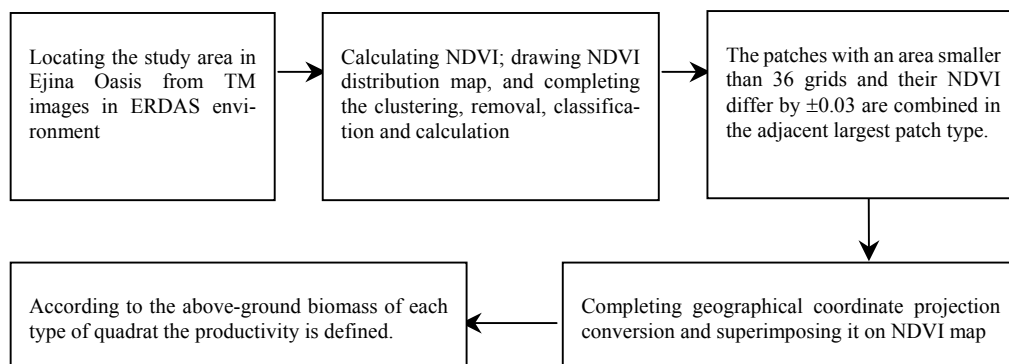 Locating the study area in
Ejina Oasis from TM
images in ERDAS envi-
ronment
Calculating NDVI; drawing NDVI
distribution map, and completing
the clustering, removal, classifica-
tion and calculation
The patches with an area smaller
than 36 grids and their NDVI
differ by ±0.03 are combined in
the adjacent largest patch type.
Completing geographical coordinate projection
conversion and superimposing it on NDVI map
According to the above-ground biomass of each
type of quadrat the productivity is defined.